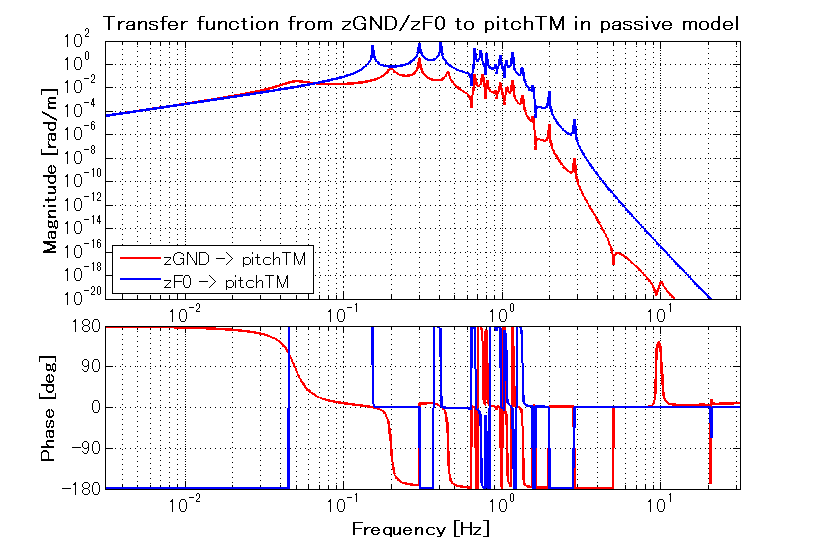 Transfer function from zGND/zF0 to pitchTM in passive model
Magnitude [rad/m]
10^2
10^0
10^-2
10^-4
10^-6
10^-8
10^-10
10^-12
10^-14
10^-16
10^-18
10^-20
zGND -> pitchTM
zF0 -> pitchTM
10^-2 10^-1 10^0 10^1
Phase [deg]
180
90
0
-90
-180
10^-2 10^-1 10^0 10^1
Frequency [Hz]